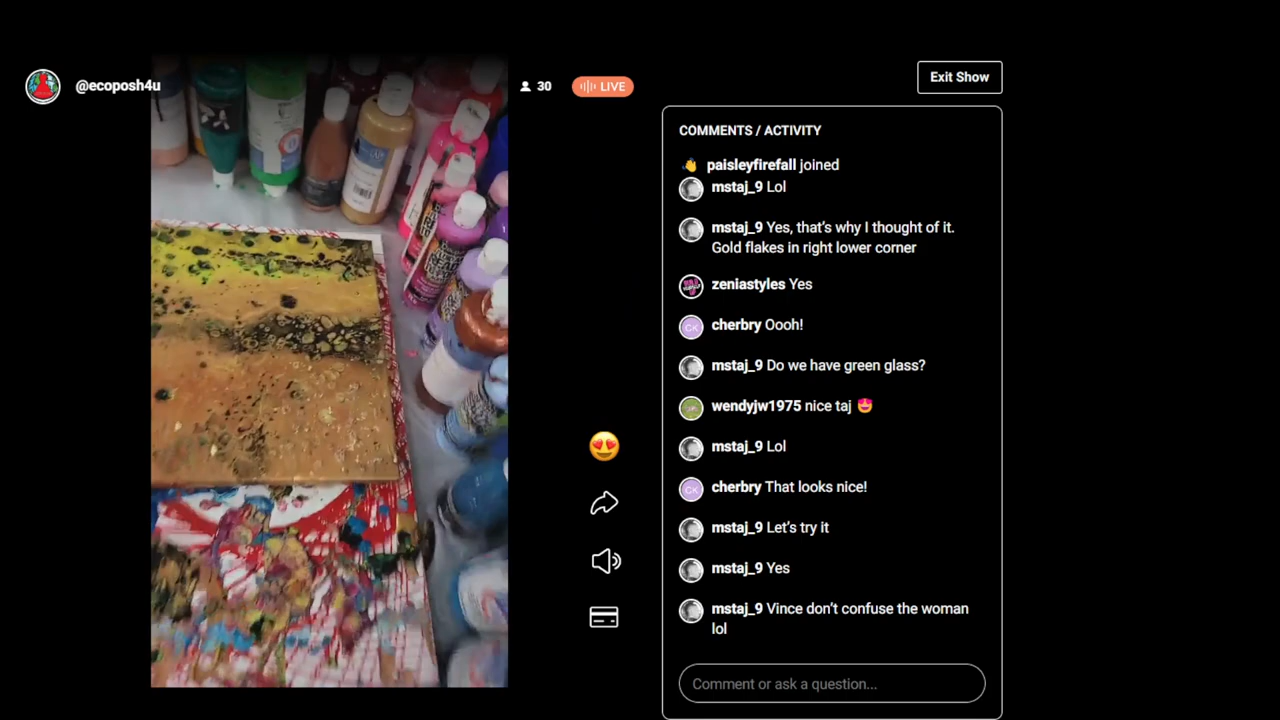 @ecoposh4u
30
LIVE
Exit Show
COMMENTS / ACTIVITY
paisleyfirefall joined
mstaj_9 Lol
mstaj_9 Yes, that's why I thought of it.
Gold flakes in right lower corner
zeniastyles Yes
CK cherbry Oooh!
mstaj_9 Do we have green glass?
wendyjw1975 nice taj
mstaj_9 Lol
CK cherbry That looks nice!
mstaj_9 Let's try it
mstaj_9 Yes
mstaj_9 Vince don't confuse the woman
lol
Comment or ask a question...